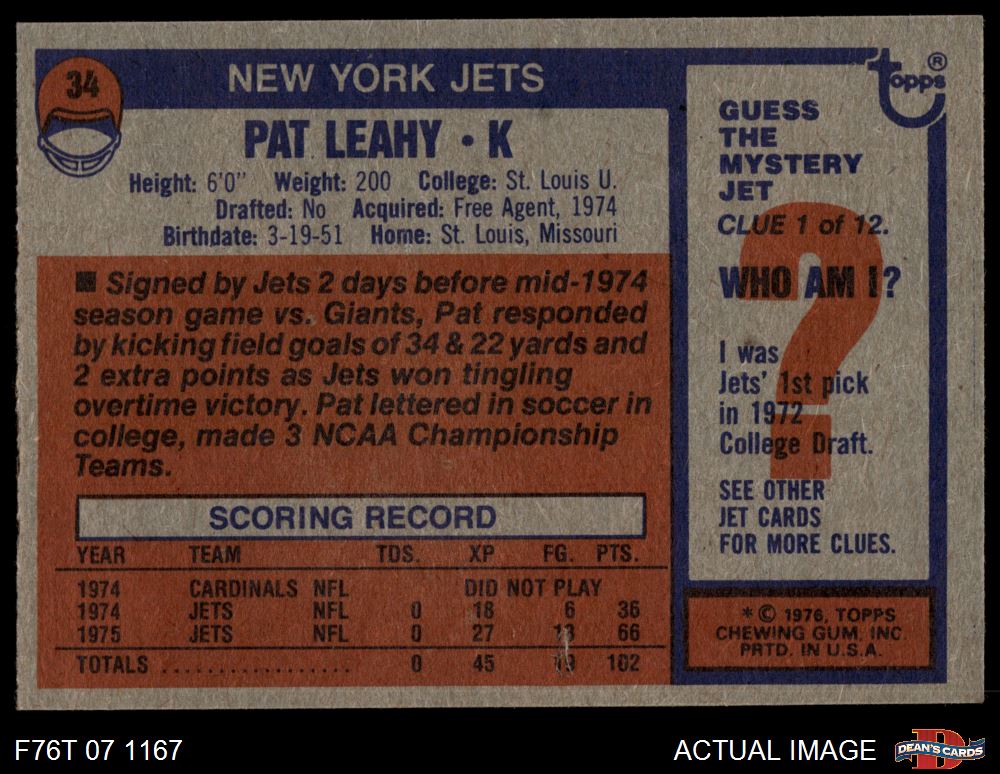 34
NEW YORK JETS
PAT LEAHY • K
Height: 6'0" Weight: 200 College: St. Louis U.
Drafted: No Acquired: Free Agent, 1974
Birthdate: 3-19-51 Home: St. Louis, Missouri
■ Signed by Jets 2 days before mid-1974
season game vs. Giants, Pat responded
by kicking field goals of 34 & 22 yards and
2 extra points as Jets won tingling
overtime victory. Pat lettered in soccer in
college, made 3 NCAA Championship
Teams.
SCORING RECORD
YEAR TEAM TDS. XP FG. PTS.
1974 CARDINALS NFL DID NOT PLAY
1974 JETS NFL 0 18 6 36
1975 JETS NFL 0 27 13 66
TOTALS .................. 0 45 19 102
topps®
GUESS
THE
MYSTERY
JET
CLUE 1 of 12.
WHO AM I?
?
I was
Jets' 1st pick
in 1972
College Draft.
SEE OTHER
JET CARDS
FOR MORE CLUES.
* © 1976, TOPPS
CHEWING GUM, INC.
PRTD. IN U.S.A.
F76T 07 1167
ACTUAL IMAGE
D
DEAN'S CARDS